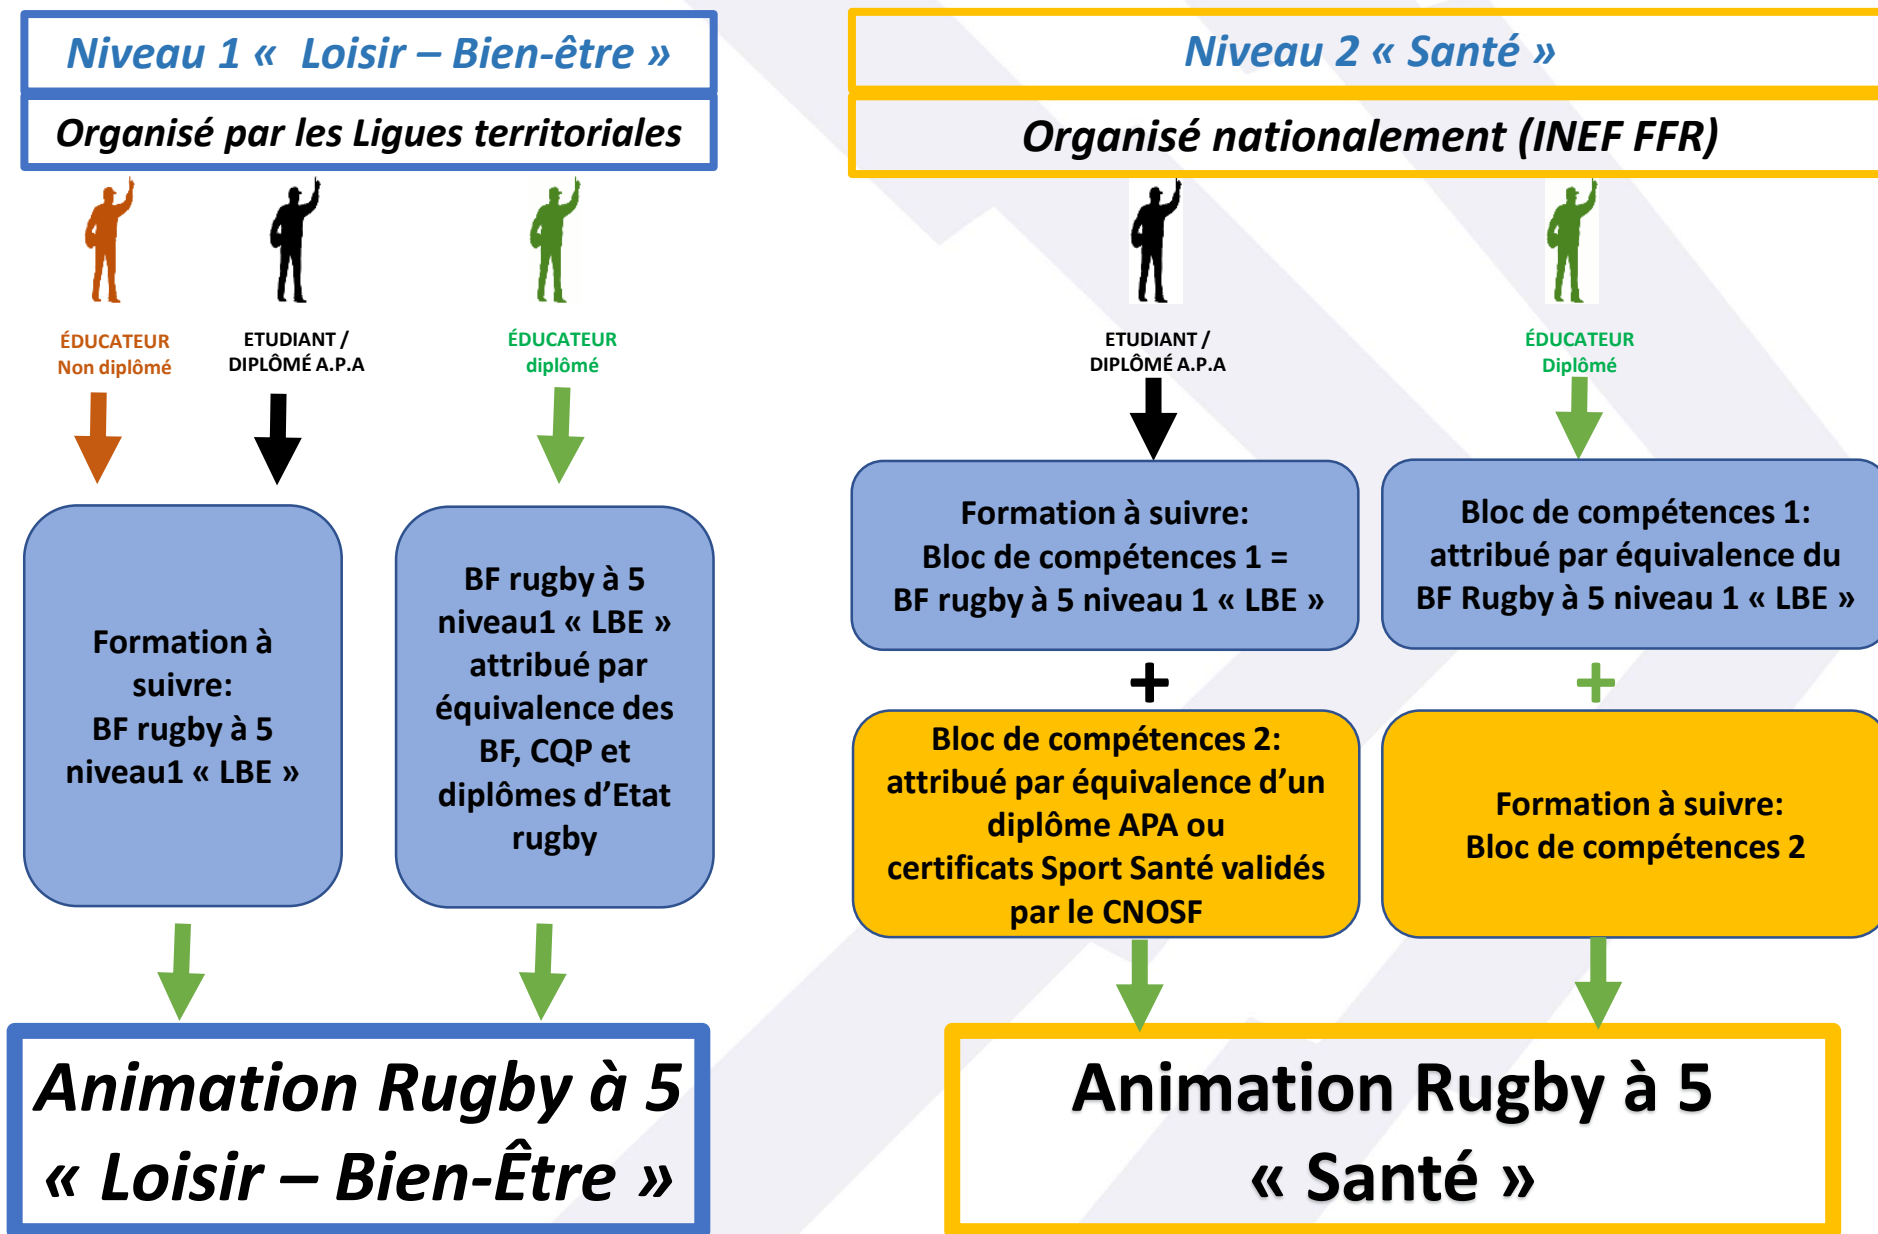 Niveau 1 « Loisir – Bien-être »
Organisé par les Ligues territoriales
ÉDUCATEUR
Non diplômé
ETUDIANT /
DIPLÔMÉ A.P.A
ÉDUCATEUR
diplômé
Formation à
suivre:
BF rugby à 5
niveau1 « LBE »
BF rugby à 5
niveau1 « LBE »
attribué par
équivalence des
BF, CQP et
diplômes d’Etat
rugby
Animation Rugby à 5
« Loisir – Bien-Être »
Niveau 2 « Santé »
Organisé nationalement (INEF FFR)
ETUDIANT /
DIPLÔMÉ A.P.A
ÉDUCATEUR
Diplômé
Formation à suivre:
Bloc de compétences 1 =
BF rugby à 5 niveau 1 « LBE »
+
Bloc de compétences 2:
attribué par équivalence d’un
diplôme APA ou
certificats Sport Santé validés
par le CNOSF
Bloc de compétences 1:
attribué par équivalence du
BF Rugby à 5 niveau 1 « LBE »
+
Formation à suivre:
Bloc de compétences 2
Animation Rugby à 5
« Santé »